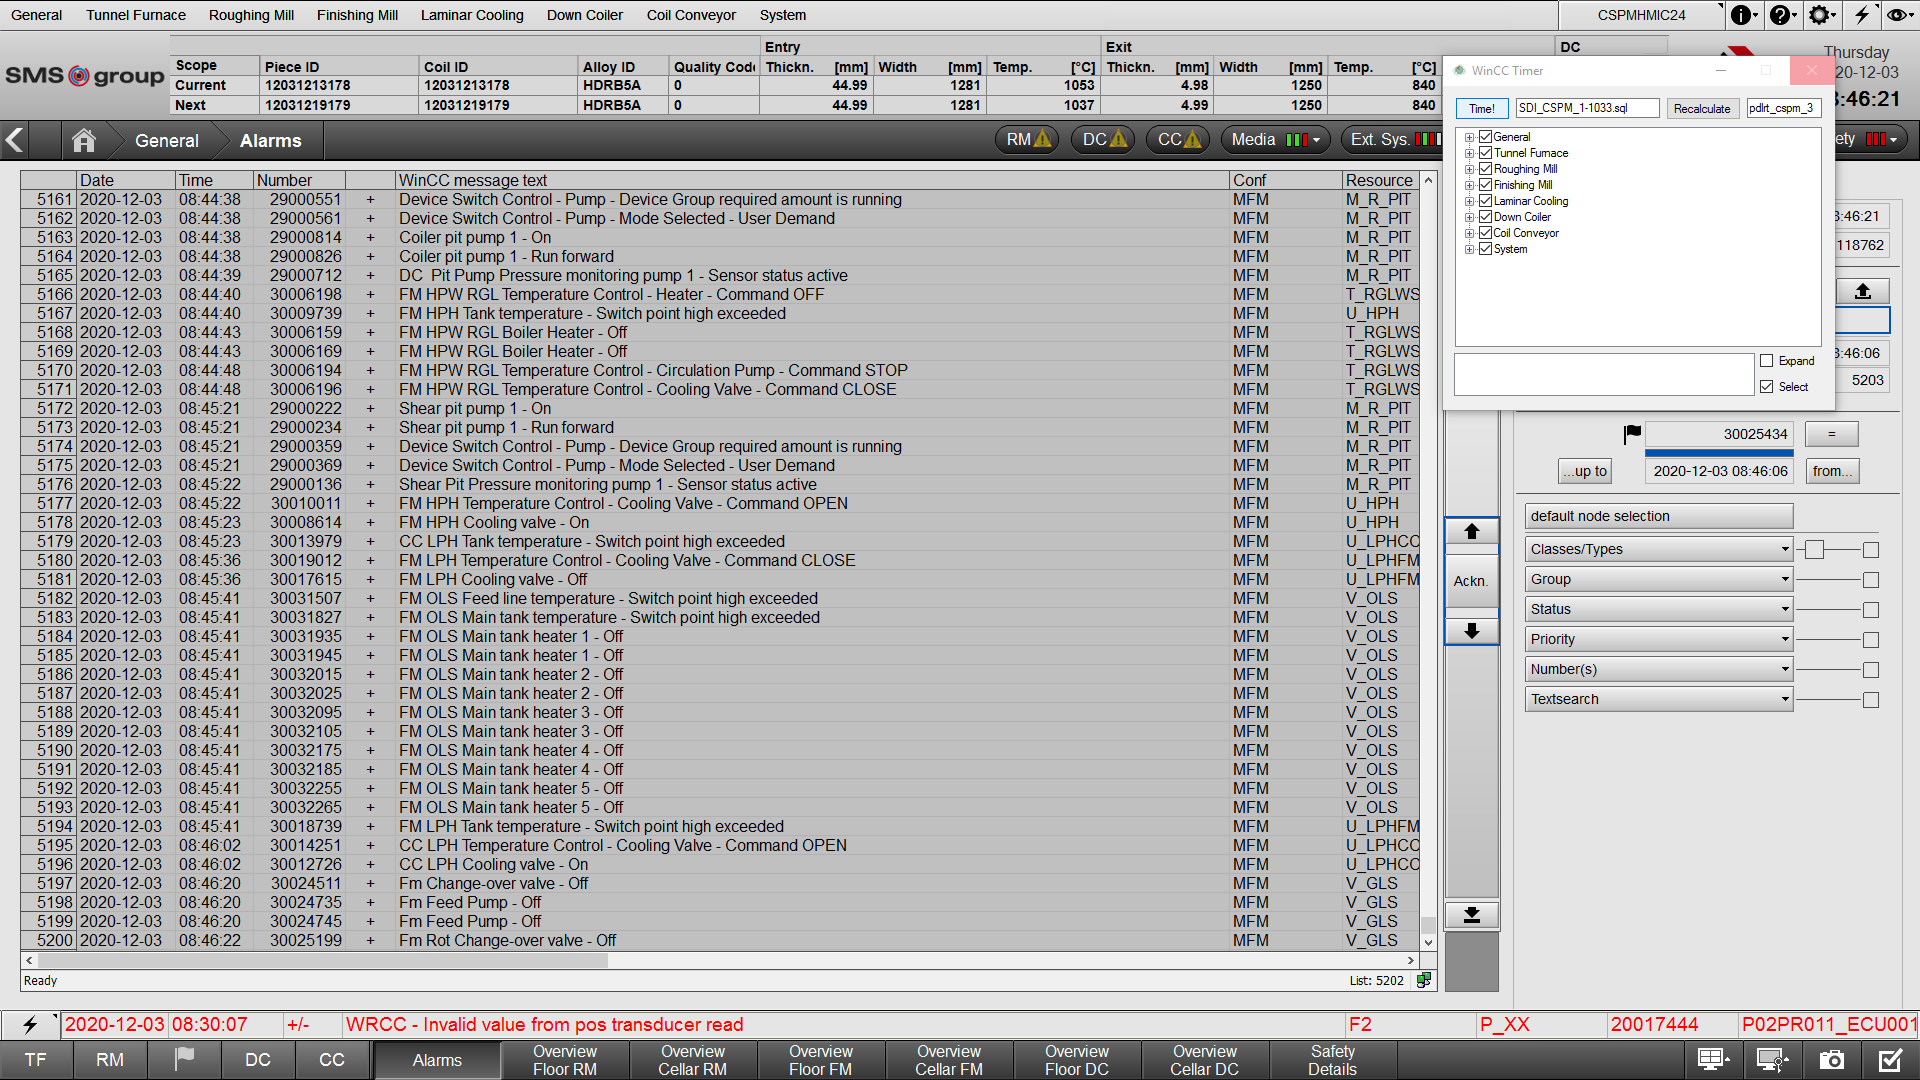 General Tunnel Furnace Roughing Mill Finishing Mill Laminar Cooling Down Coiler Coil Conveyor System CSPMHMIC24
SMS group
Entry Exit DC
Scope Piece ID Coil ID Alloy ID Quality Code Thickn. [mm] Width [mm] Temp. [°C] Thickn. [mm] Width [mm] Temp. [°C]
Current 12031213178 12031213178 HDRB5A 0 44.99 1281 1053 4.98 1250 840
Next 12031219179 12031219179 HDRB5A 0 44.99 1281 1037 4.99 1250 840
Thursday
20-12-03
:46:21
WinCC Timer
Time! SDI_CSPM_1-1033.sql Recalculate pdlrt_cspm_3
General
Tunnel Furnace
Roughing Mill
Finishing Mill
Laminar Cooling
Down Coiler
Coil Conveyor
System
Expand
Select
General Alarms RM DC CC Media Ext. Sys. ety
Date Time Number WinCC message text Conf Resource
5161 2020-12-03 08:44:38 29000551 + Device Switch Control - Pump - Device Group required amount is running MFM M_R_PIT
5162 2020-12-03 08:44:38 29000561 + Device Switch Control - Pump - Mode Selected - User Demand MFM M_R_PIT
5163 2020-12-03 08:44:38 29000814 + Coiler pit pump 1 - On MFM M_R_PIT
5164 2020-12-03 08:44:38 29000826 + Coiler pit pump 1 - Run forward MFM M_R_PIT
5165 2020-12-03 08:44:39 29000712 + DC  Pit Pump Pressure monitoring pump 1 - Sensor status active MFM M_R_PIT
5166 2020-12-03 08:44:40 30006198 + FM HPW RGL Temperature Control - Heater - Command OFF MFM T_RGLWS
5167 2020-12-03 08:44:40 30009739 + FM HPH Tank temperature - Switch point high exceeded MFM U_HPH
5168 2020-12-03 08:44:43 30006159 + FM HPW RGL Boiler Heater - Off MFM T_RGLWS
5169 2020-12-03 08:44:43 30006169 + FM HPW RGL Boiler Heater - Off MFM T_RGLWS
5170 2020-12-03 08:44:48 30006194 + FM HPW RGL Temperature Control - Circulation Pump - Command STOP MFM T_RGLWS
5171 2020-12-03 08:44:48 30006196 + FM HPW RGL Temperature Control - Cooling Valve - Command CLOSE MFM T_RGLWS
5172 2020-12-03 08:45:21 29000222 + Shear pit pump 1 - On MFM M_R_PIT
5173 2020-12-03 08:45:21 29000234 + Shear pit pump 1 - Run forward MFM M_R_PIT
5174 2020-12-03 08:45:21 29000359 + Device Switch Control - Pump - Device Group required amount is running MFM M_R_PIT
5175 2020-12-03 08:45:21 29000369 + Device Switch Control - Pump - Mode Selected - User Demand MFM M_R_PIT
5176 2020-12-03 08:45:22 29000136 + Shear Pit Pressure monitoring pump 1 - Sensor status active MFM M_R_PIT
5177 2020-12-03 08:45:22 30010011 + FM HPH Temperature Control - Cooling Valve - Command OPEN MFM U_HPH
5178 2020-12-03 08:45:23 30008614 + FM HPH Cooling valve - On MFM U_HPH
5179 2020-12-03 08:45:23 30013979 + CC LPH Tank temperature - Switch point high exceeded MFM U_LPHCC
5180 2020-12-03 08:45:36 30019012 + FM LPH Temperature Control - Cooling Valve - Command CLOSE MFM U_LPHFM
5181 2020-12-03 08:45:36 30017615 + FM LPH Cooling valve - Off MFM U_LPHFM
5182 2020-12-03 08:45:41 30031507 + FM OLS Feed line temperature - Switch point high exceeded MFM V_OLS
5183 2020-12-03 08:45:41 30031827 + FM OLS Main tank temperature - Switch point high exceeded MFM V_OLS
5184 2020-12-03 08:45:41 30031935 + FM OLS Main tank heater 1 - Off MFM V_OLS
5185 2020-12-03 08:45:41 30031945 + FM OLS Main tank heater 1 - Off MFM V_OLS
5186 2020-12-03 08:45:41 30032015 + FM OLS Main tank heater 2 - Off MFM V_OLS
5187 2020-12-03 08:45:41 30032025 + FM OLS Main tank heater 2 - Off MFM V_OLS
5188 2020-12-03 08:45:41 30032095 + FM OLS Main tank heater 3 - Off MFM V_OLS
5189 2020-12-03 08:45:41 30032105 + FM OLS Main tank heater 3 - Off MFM V_OLS
5190 2020-12-03 08:45:41 30032175 + FM OLS Main tank heater 4 - Off MFM V_OLS
5191 2020-12-03 08:45:41 30032185 + FM OLS Main tank heater 4 - Off MFM V_OLS
5192 2020-12-03 08:45:41 30032255 + FM OLS Main tank heater 5 - Off MFM V_OLS
5193 2020-12-03 08:45:41 30032265 + FM OLS Main tank heater 5 - Off MFM V_OLS
5194 2020-12-03 08:45:41 30018739 + FM LPH Tank temperature - Switch point high exceeded MFM U_LPHFM
5195 2020-12-03 08:46:02 30014251 + CC LPH Temperature Control - Cooling Valve - Command OPEN MFM U_LPHCC
5196 2020-12-03 08:46:02 30012726 + CC LPH Cooling valve - On MFM U_LPHCC
5197 2020-12-03 08:46:20 30024511 + Fm Change-over valve - Off MFM V_GLS
5198 2020-12-03 08:46:20 30024735 + Fm Feed Pump - Off MFM V_GLS
5199 2020-12-03 08:46:20 30024745 + Fm Feed Pump - Off MFM V_GLS
5200 2020-12-03 08:46:22 30025199 + Fm Rot Change-over valve - Off MFM V_GLS
Ready List: 5202
Ackn.
3:46:21
118762
3:46:06
5203
30025434 =
...up to 2020-12-03 08:46:06 from...
default node selection
Classes/Types
Group
Status
Priority
Number(s)
Textsearch
2020-12-03 08:30:07 +/- WRCC - Invalid value from pos transducer read F2 P_XX 20017444 P02PR011_ECU001
TF RM DC CC Alarms
Overview Floor RM
Overview Cellar RM
Overview Floor FM
Overview Cellar FM
Overview Floor DC
Overview Cellar DC
Safety Details